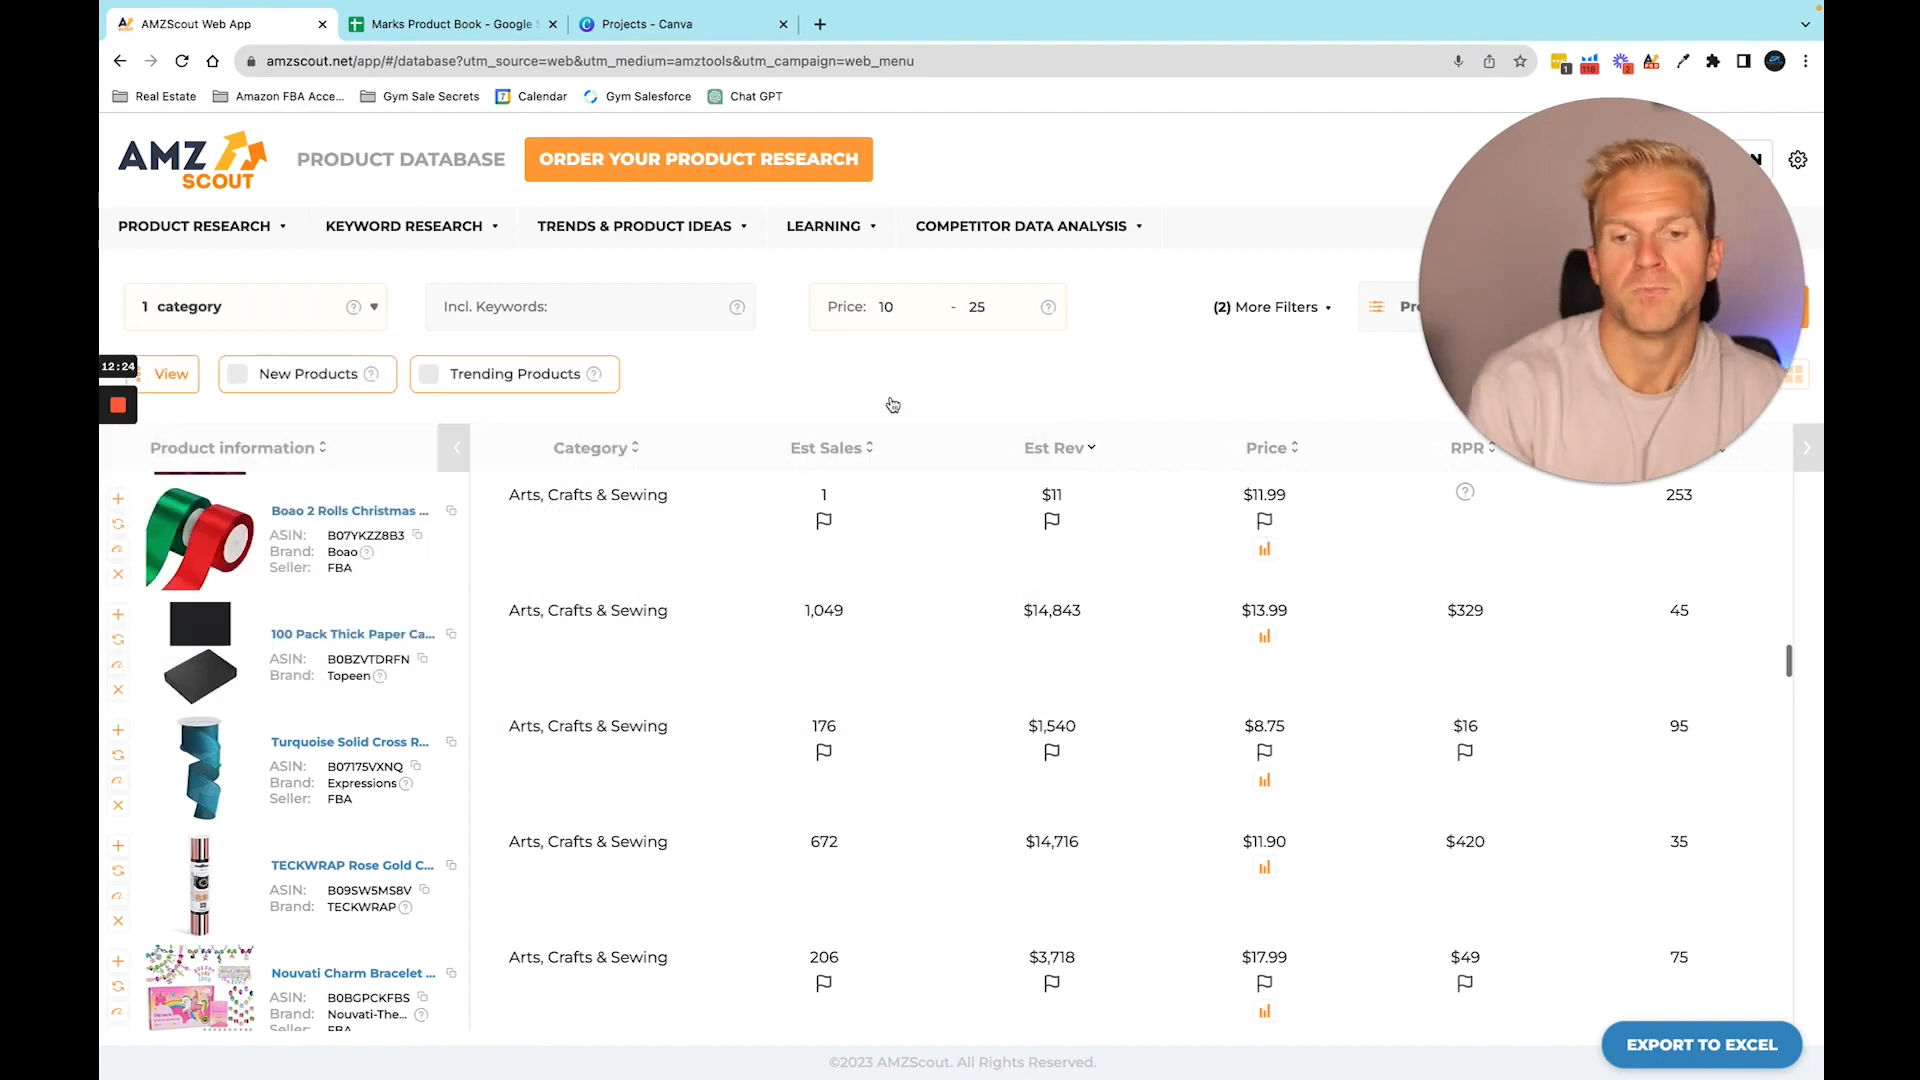 AMZScout Web App
Marks Product Book - Google S
Projects - Canva
amzscout.net/app/#/database?utm_source=web&utm_medium=amztools&utm_campaign=web_menu
1
118
2
Real Estate
Amazon FBA Acce...
Gym Sale Secrets
Calendar
Gym Salesforce
Chat GPT
AMZ SCOUT
PRODUCT DATABASE
ORDER YOUR PRODUCT RESEARCH
N
PRODUCT RESEARCH
KEYWORD RESEARCH
TRENDS & PRODUCT IDEAS
LEARNING
COMPETITOR DATA ANALYSIS
1 category
Incl. Keywords:
Price: 10 - 25
(2) More Filters
12:24
View
New Products
Trending Products
Product information
Category
Est Sales
Est Rev
Price
RPR
Boao 2 Rolls Christmas ...
ASIN: B07YKZZ8B3
Brand: Boao
Seller: FBA
Arts, Crafts & Sewing
1
$11
$11.99
253
100 Pack Thick Paper Ca...
ASIN: B0BZVTDRFN
Brand: Topeen
Arts, Crafts & Sewing
1,049
$14,843
$13.99
$329
45
Turquoise Solid Cross R...
ASIN: B07175VXNQ
Brand: Expressions
Seller: FBA
Arts, Crafts & Sewing
176
$1,540
$8.75
$16
95
TECKWRAP Rose Gold C...
ASIN: B09SW5MS8V
Brand: TECKWRAP
Arts, Crafts & Sewing
672
$14,716
$11.90
$420
35
Nouvati Charm Bracelet ...
ASIN: B0BGPCKFBS
Brand: Nouvati-The...
Seller: FBA
Arts, Crafts & Sewing
206
$3,718
$17.99
$49
75
EXPORT TO EXCEL
©2023 AMZScout. All Rights Reserved.